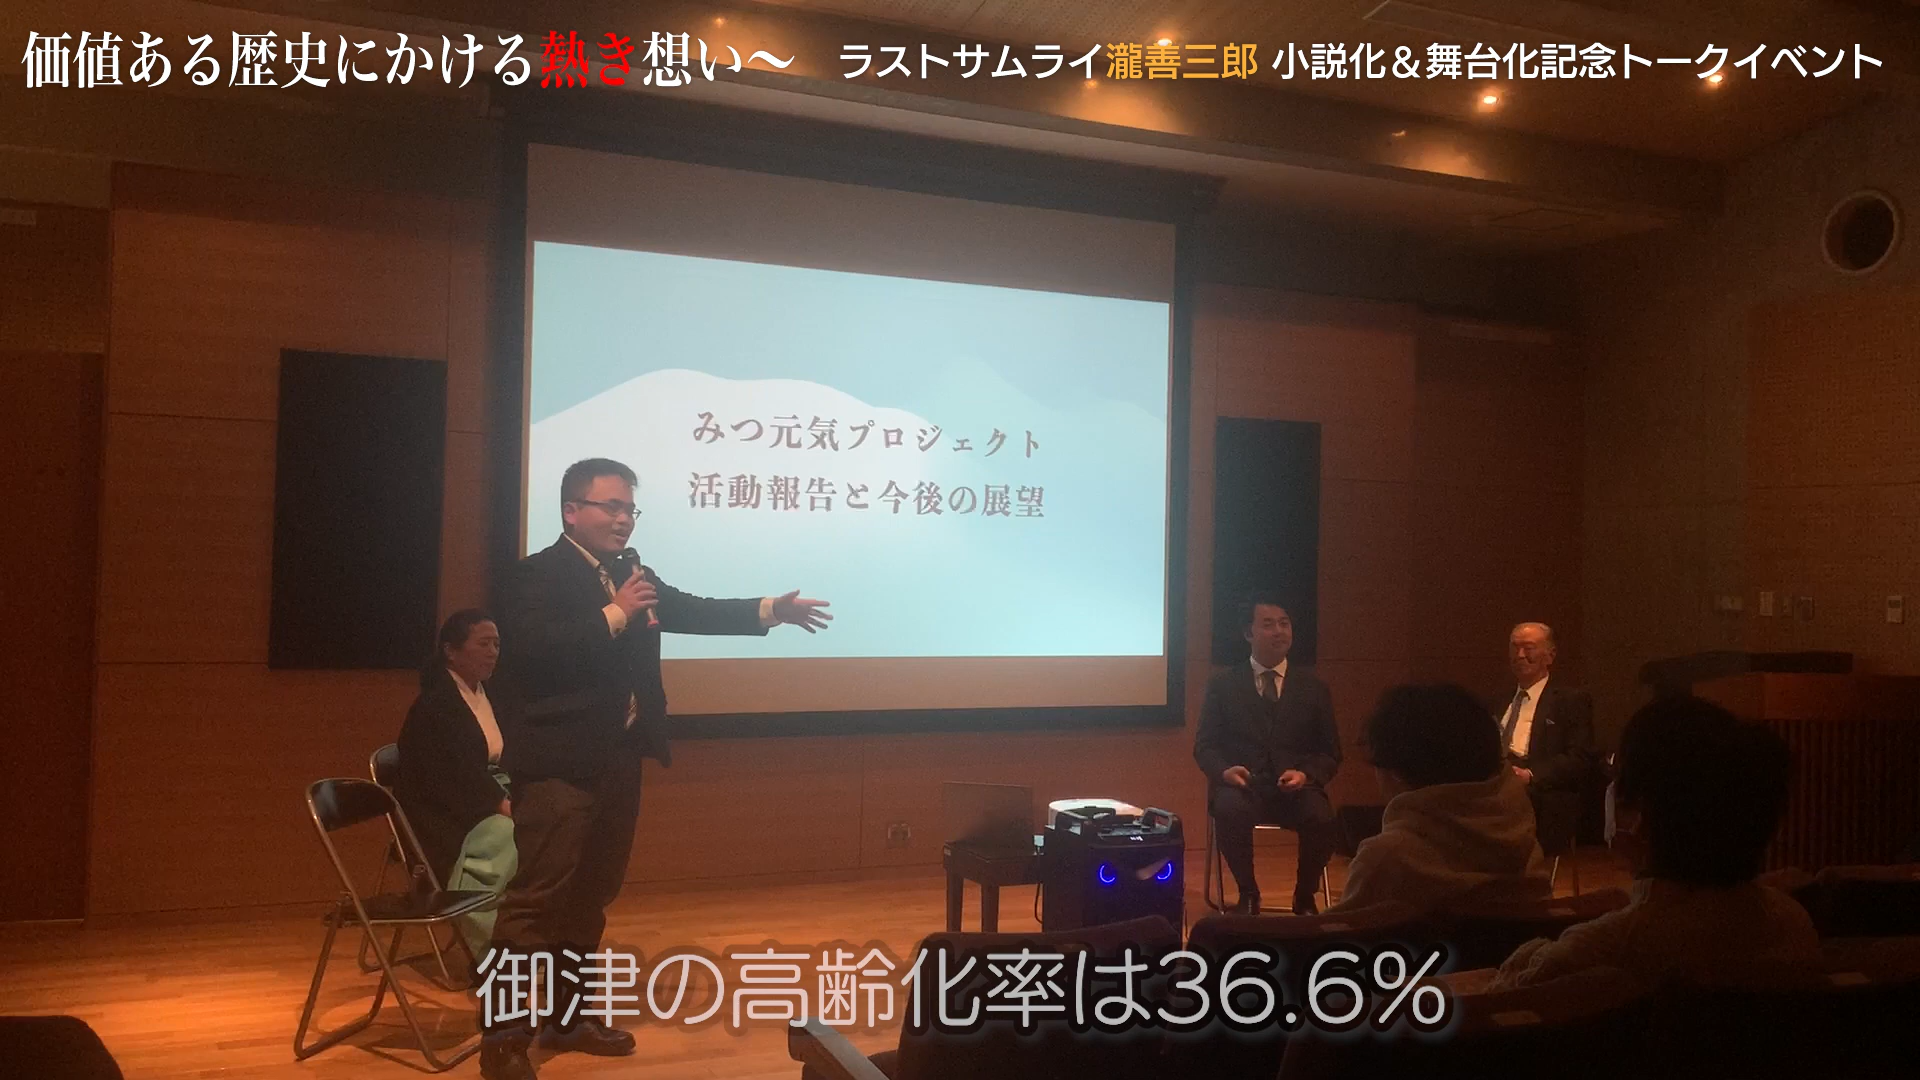 価値ある歴史にかける熱き想い～　ラストサムライ瀧善三郎 小説化＆舞台化記念トークイベント
みつ元気プロジェクト
活動報告と今後の展望
御津の高齢化率は36.6%